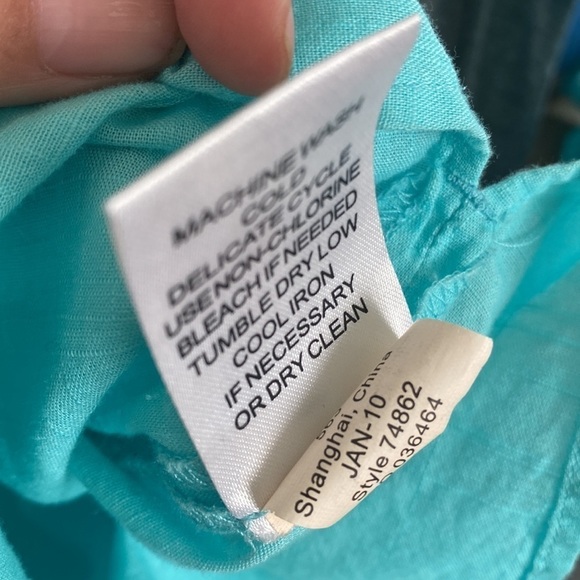 MACHINE WASH
COLD
DELICATE CYCLE
USE NON-CHLORINE
BLEACH IF NEEDED
TUMBLE DRY LOW
COOL IRON
IF NECESSARY
OR DRY CLEAN
Shanghai, China
JAN-10
Style 74862
036464